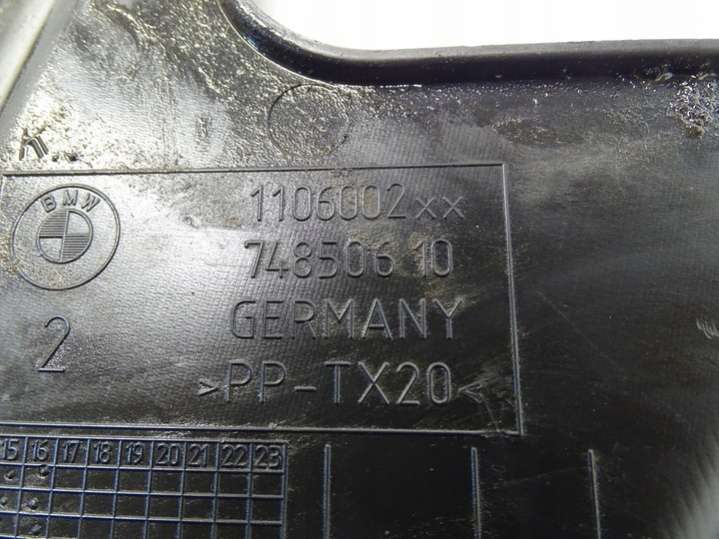 K..
BMW
1106002xx
748506 10
GERMANY
2
>PP-TX20<
15 16 17 18 19 20 21 22 23